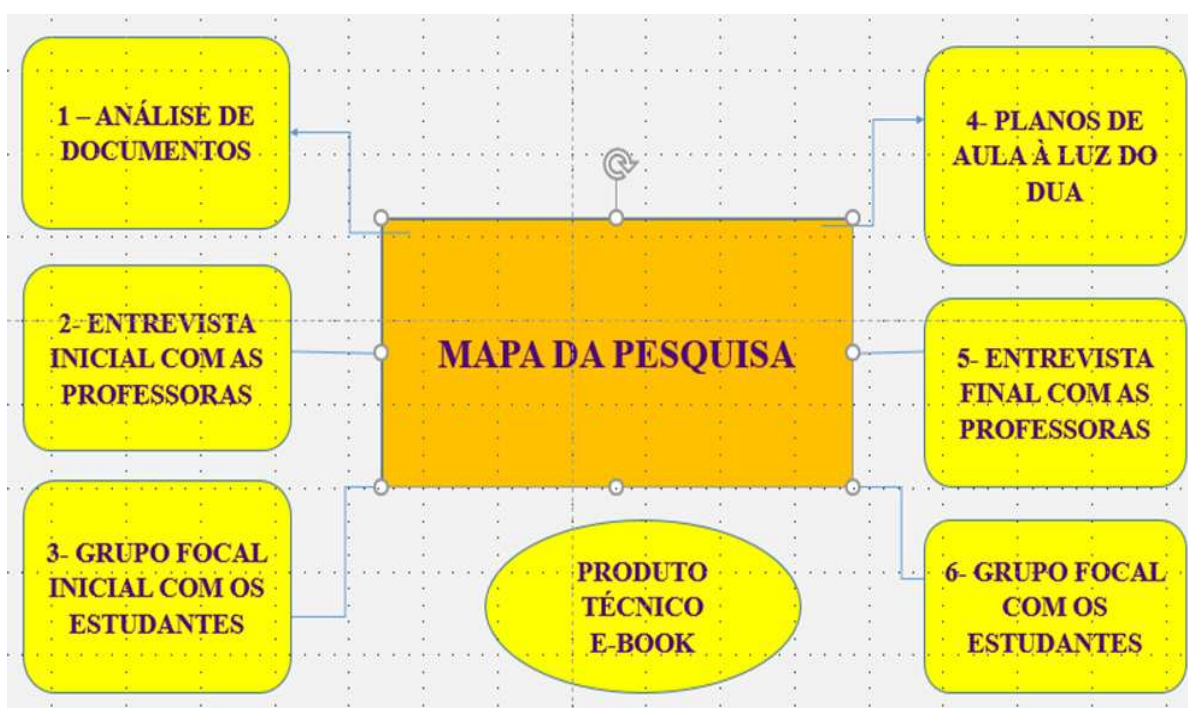 1 – ANÁLISE DE
DOCUMENTOS
2- ENTREVISTA
INICIAL COM AS
PROFESSORAS
3- GRUPO FOCAL
INICIAL COM OS
ESTUDANTES
MAPA DA PESQUISA
PRODUTO
TÉCNICO
E-BOOK
4- PLANOS DE
AULA À LUZ DO
DUA
5- ENTREVISTA
FINAL COM AS
PROFESSORAS
6- GRUPO FOCAL
COM OS
ESTUDANTES